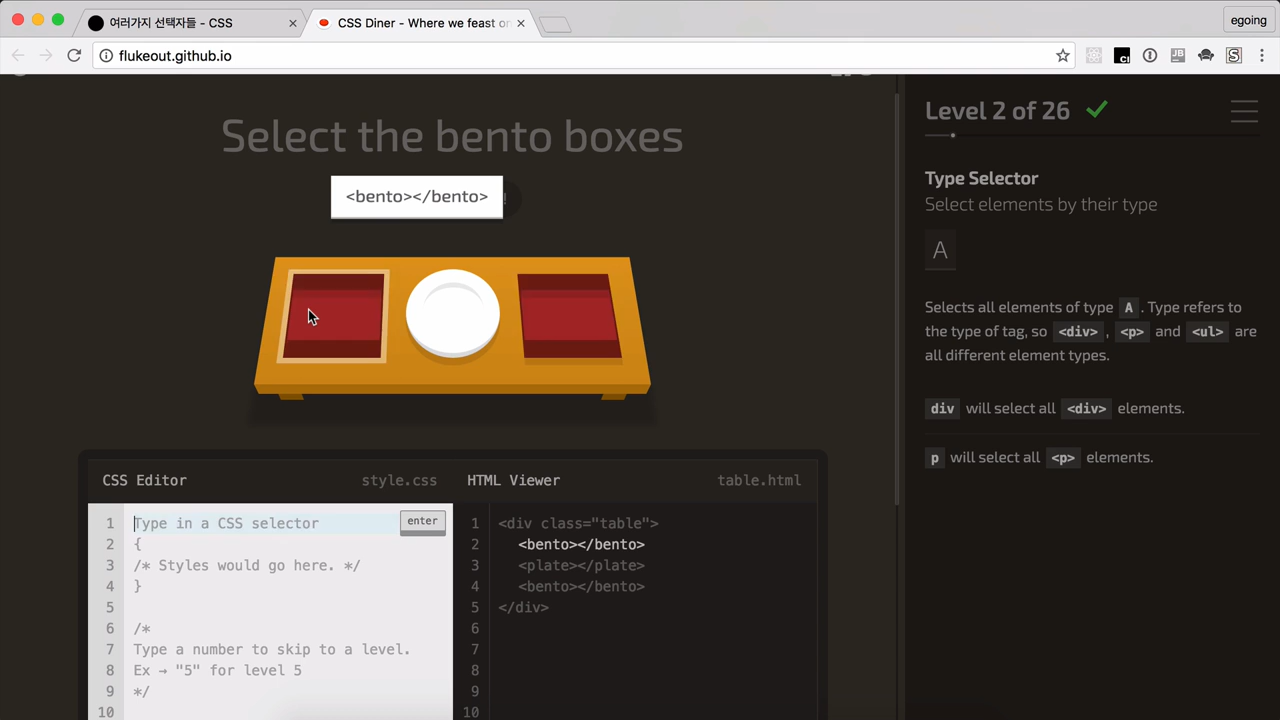 여러가지 선택자들 - CSS
CSS Diner - Where we feast on
egoing
flukeout.github.io
Select the bento boxes
<bento></bento>
Level 2 of 26
Type Selector
Select elements by their type
A
Selects all elements of type A. Type refers to
the type of tag, so <div>, <p> and <ul> are
all different element types.
div will select all <div> elements.
p will select all <p> elements.
CSS Editor
style.css
HTML Viewer
table.html
1 Type in a CSS selector
enter
2 {
3 /* Styles would go here. */
4 }
5
6 /*
7 Type a number to skip to a level.
8 Ex → "5" for level 5
9 */
10
1 <div class="table">
2 <bento></bento>
3 <plate></plate>
4 <bento></bento>
5 </div>
6
7
8
9
10